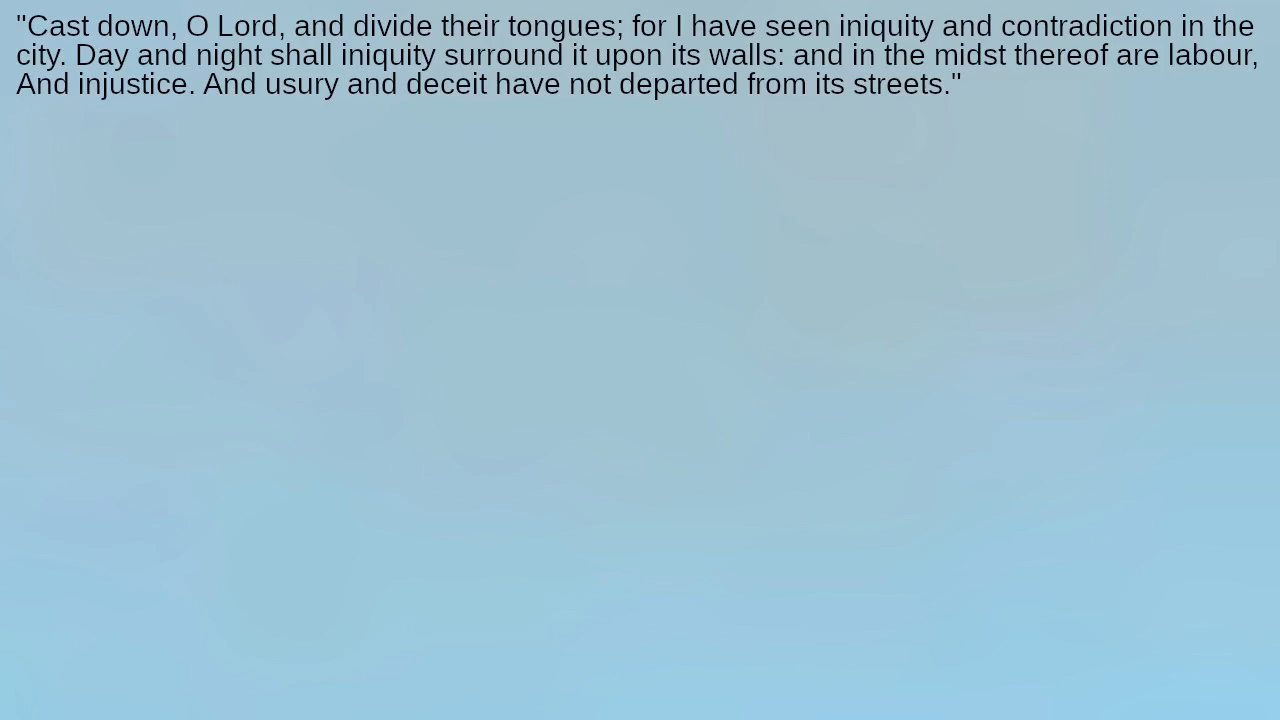 "Cast down, O Lord, and divide their tongues; for I have seen iniquity and contradiction in the
city. Day and night shall iniquity surround it upon its walls: and in the midst thereof are labour,
And injustice. And usury and deceit have not departed from its streets."